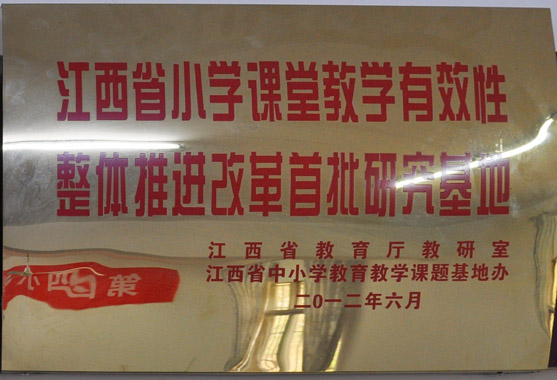 江西省小学课堂教学有效性
整体推进改革首批研究基地
江西省教育厅教研室
江西省中小学教育教学课题基地办
二〇一二年六月